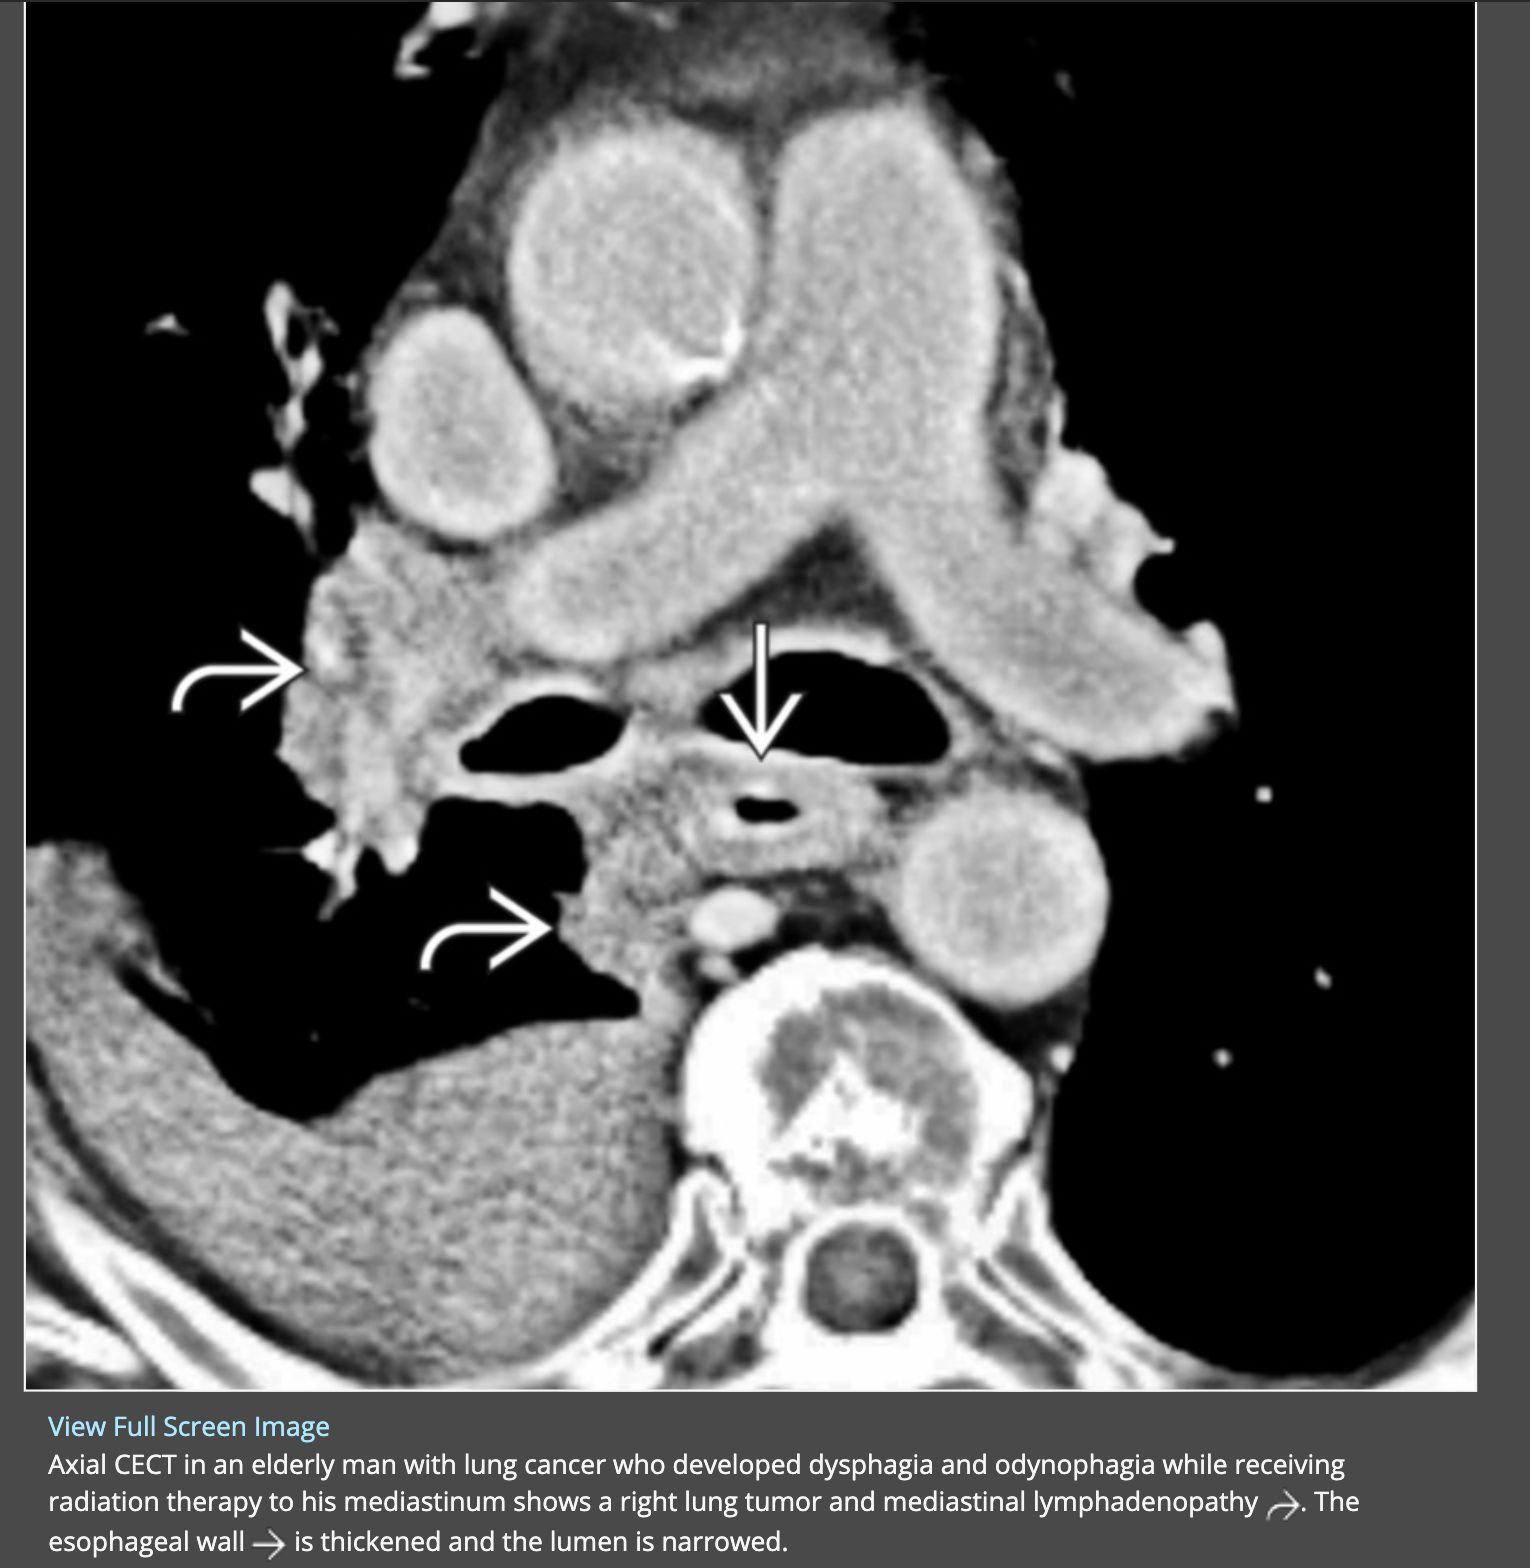 View Full Screen Image
Axial CECT in an elderly man with lung cancer who developed dysphagia and odynophagia while receiving
radiation therapy to his mediastinum shows a right lung tumor and mediastinal lymphadenopathy . The
esophageal wall is thickened and the lumen is narrowed.